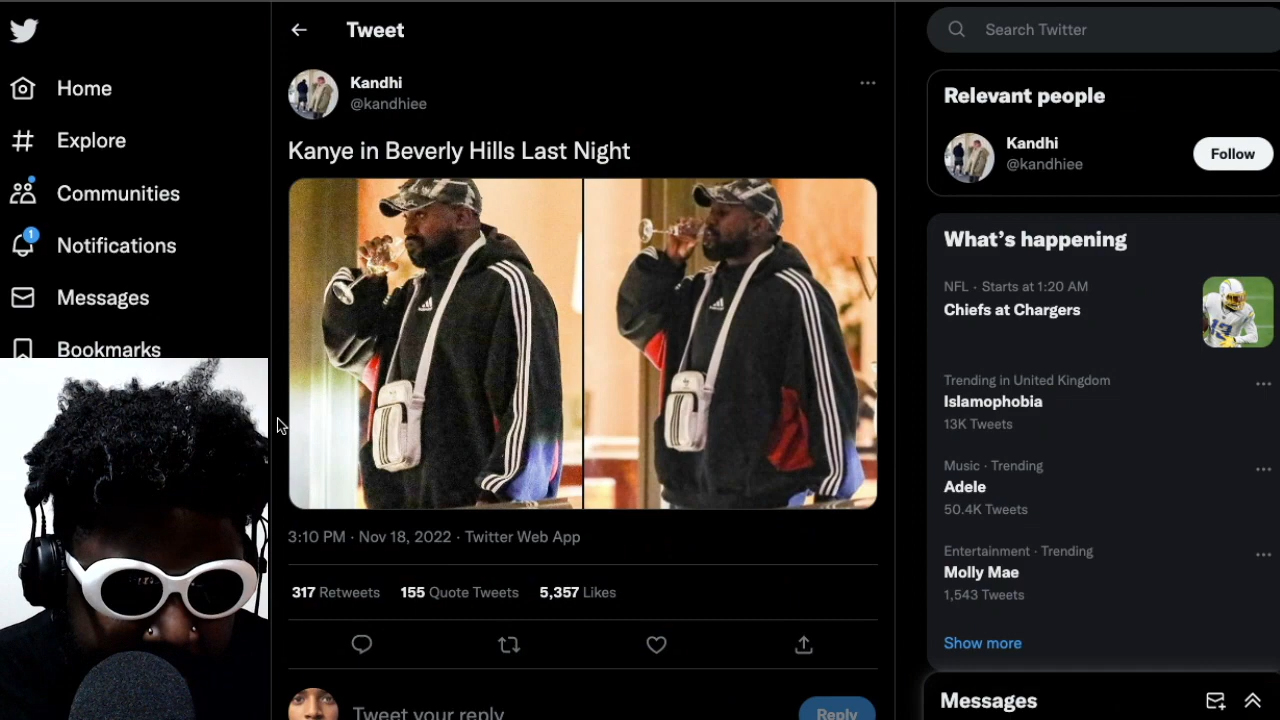 Home
Explore
Communities
1
Notifications
Messages
Bookmarks
Tweet
Kandhi
@kandhiee
Kanye in Beverly Hills Last Night
3:10 PM · Nov 18, 2022 · Twitter Web App
317 Retweets 155 Quote Tweets 5,357 Likes
Tweet your reply
Reply
Search Twitter
Relevant people
Kandhi
@kandhiee
Follow
What's happening
NFL · Starts at 1:20 AM
Chiefs at Chargers
Trending in United Kingdom
Islamophobia
13K Tweets
Music · Trending
Adele
50.4K Tweets
Entertainment · Trending
Molly Mae
1,543 Tweets
Show more
Messages